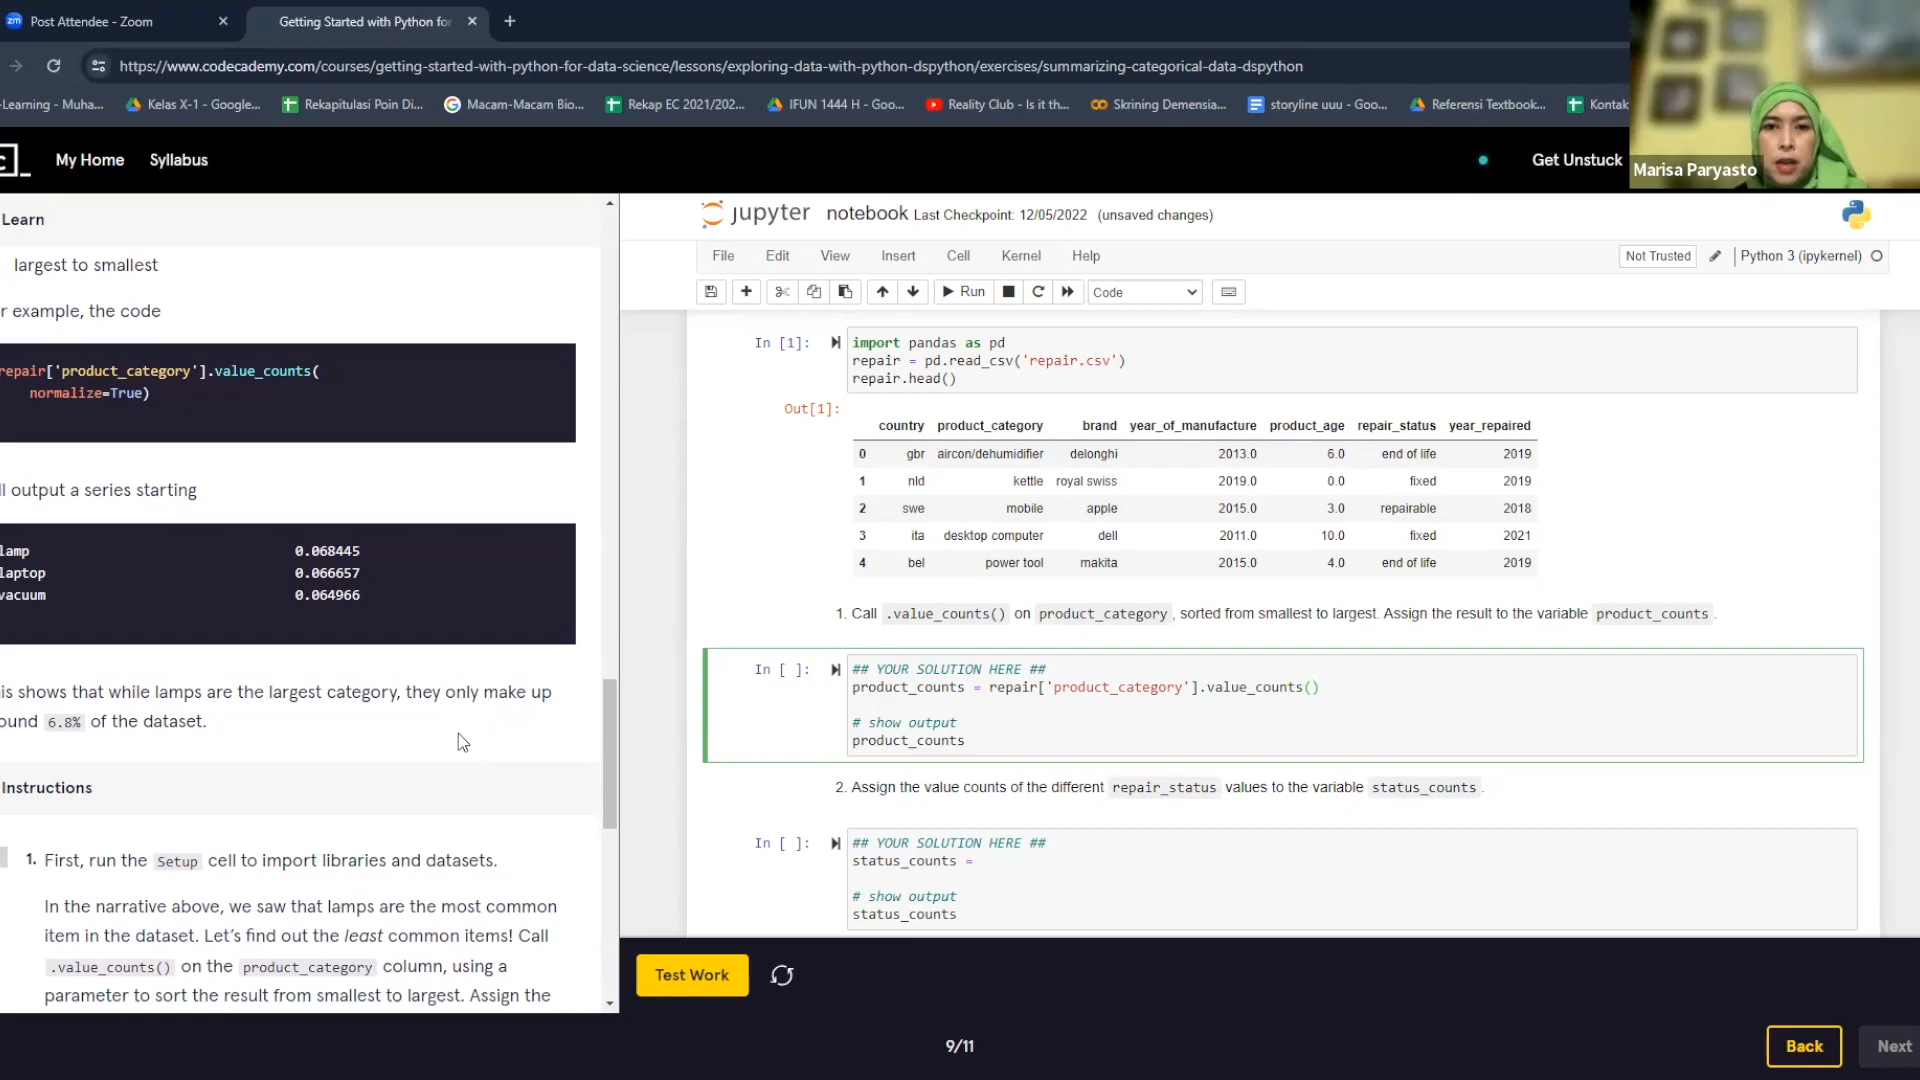 Post Attendee - Zoom
Getting Started with Python for
https://www.codecademy.com/courses/getting-started-with-python-for-data-science/lessons/exploring-data-with-python-dspython/exercises/summarizing-categorical-data-dspython
-Learning - Muha...
Kelas X-1 - Google...
Rekapitulasi Poin Di...
Macam-Macam Bio...
Rekap EC 2021/202...
IFUN 1444 H - Goo...
Reality Club - Is it th...
Skrining Demensia...
storyline uuu - Goo...
Referensi Textbook...
Kontak
My Home
Syllabus
Get Unstuck
Marisa Paryasto
Learn
largest to smallest
r example, the code
repair['product_category'].value_counts(
normalize=True)
ll output a series starting
lamp 0.068445
laptop 0.066657
vacuum 0.064966
is shows that while lamps are the largest category, they only make up
ound 6.8% of the dataset.
Instructions
1. First, run the Setup cell to import libraries and datasets.
In the narrative above, we saw that lamps are the most common
item in the dataset. Let's find out the least common items! Call
.value_counts() on the product_category column, using a
parameter to sort the result from smallest to largest. Assign the
jupyter notebook Last Checkpoint: 12/05/2022 (unsaved changes)
File Edit View Insert Cell Kernel Help
Not Trusted
Python 3 (ipykernel)
Run
Code
In [1]:
import pandas as pd
repair = pd.read_csv('repair.csv')
repair.head()
Out[1]:
country product_category brand year_of_manufacture product_age repair_status year_repaired
0 gbr aircon/dehumidifier delonghi 2013.0 6.0 end of life 2019
1 nld kettle royal swiss 2019.0 0.0 fixed 2019
2 swe mobile apple 2015.0 3.0 repairable 2018
3 ita desktop computer dell 2011.0 10.0 fixed 2021
4 bel power tool makita 2015.0 4.0 end of life 2019
1. Call .value_counts() on product_category, sorted from smallest to largest. Assign the result to the variable product_counts.
In [ ]:
## YOUR SOLUTION HERE ##
product_counts = repair['product_category'].value_counts()
# show output
product_counts
2. Assign the value counts of the different repair_status values to the variable status_counts.
In [ ]:
## YOUR SOLUTION HERE ##
status_counts =
# show output
status_counts
Test Work
9/11
Back
Next